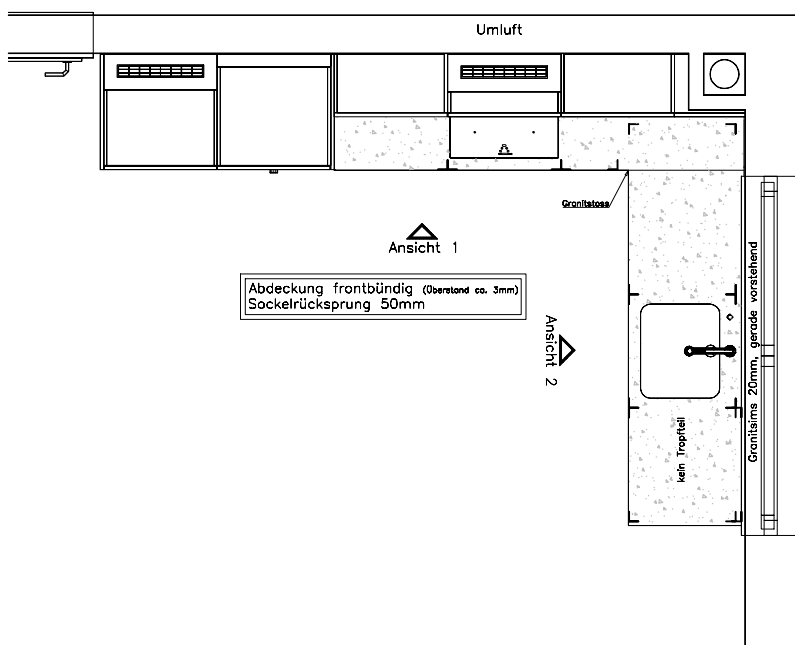 Umluft
Granitstoss
Ansicht 1
Abdeckung frontbündig (Überstand ca. 3mm)
Sockelrücksprung 50mm
Ansicht 2
Granitsims 20mm, gerade vorstehend
kein Tropfteil